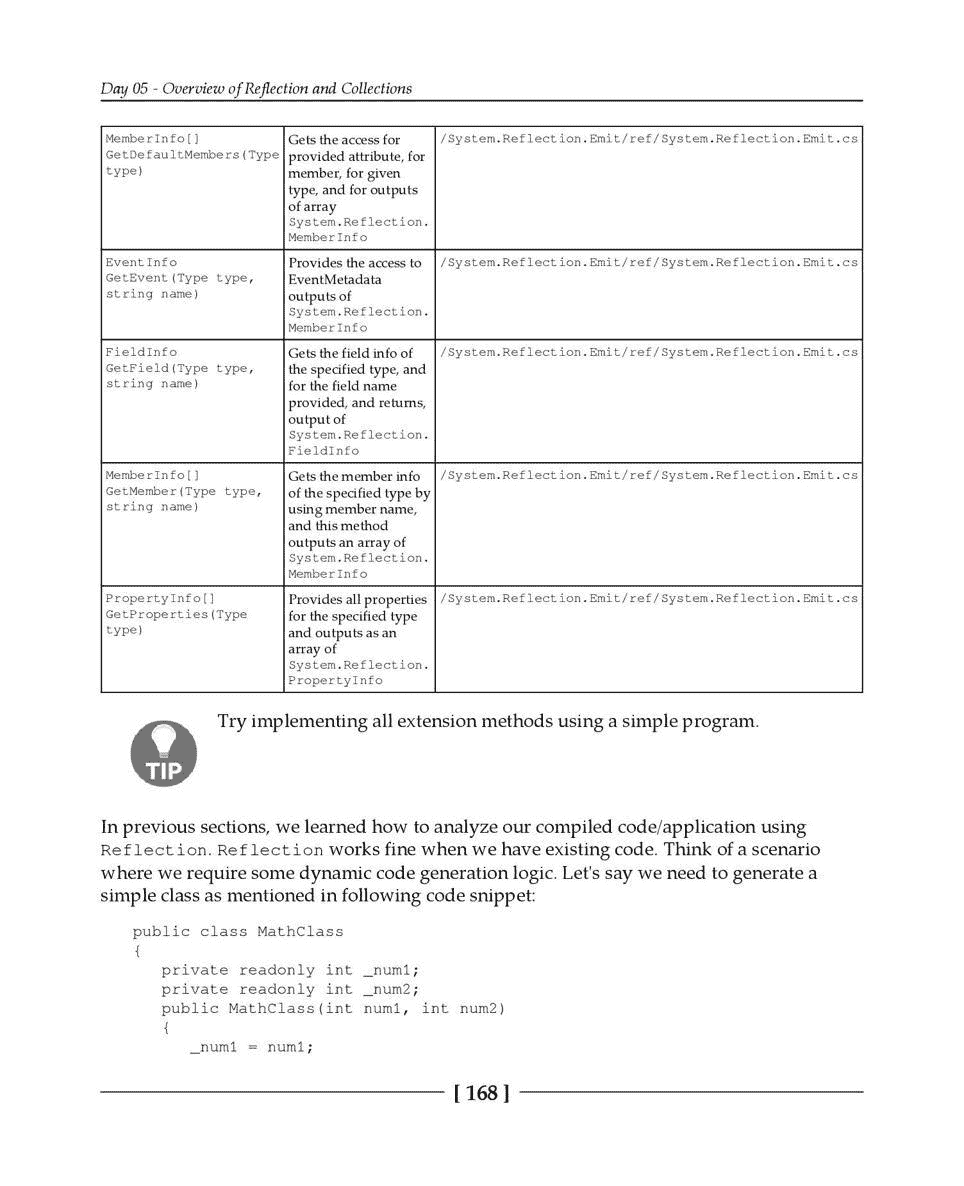 Day 05 - Overview of Reflection and Collections
MemberInfo[]
GetDefaultMembers(Type
type)
Gets the access for
provided attribute, for
member, for given
type, and for outputs
of array
System.Reflection.
MemberInfo
/System.Reflection.Emit/ref/System.Reflection.Emit.cs
EventInfo
GetEvent(Type type,
string name)
Provides the access to
EventMetadata
outputs of
System.Reflection.
MemberInfo
/System.Reflection.Emit/ref/System.Reflection.Emit.cs
FieldInfo
GetField(Type type,
string name)
Gets the field info of
the specified type, and
for the field name
provided, and returns,
output of
System.Reflection.
FieldInfo
/System.Reflection.Emit/ref/System.Reflection.Emit.cs
MemberInfo[]
GetMember(Type type,
string name)
Gets the member info
of the specified type by
using member name,
and this method
outputs an array of
System.Reflection.
MemberInfo
/System.Reflection.Emit/ref/System.Reflection.Emit.cs
PropertyInfo[]
GetProperties(Type
type)
Provides all properties
for the specified type
and outputs as an
array of
System.Reflection.
PropertyInfo
/System.Reflection.Emit/ref/System.Reflection.Emit.cs
Try implementing all extension methods using a simple program.
TIP
In previous sections, we learned how to analyze our compiled code/application using
Reflection. Reflection works fine when we have existing code. Think of a scenario
where we require some dynamic code generation logic. Let's say we need to generate a
simple class as mentioned in following code snippet:
public class MathClass
{
private readonly int _num1;
private readonly int _num2;
public MathClass(int num1, int num2)
{
_num1 = num1;
[ 168 ]